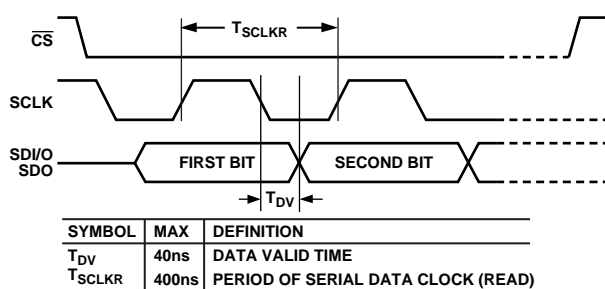 CS
T_SCLKR
SCLK
SDI/O
SDO
FIRST BIT
SECOND BIT
T_DV
SYMBOL MAX DEFINITION
T_DV 40ns DATA VALID TIME
T_SCLKR 400ns PERIOD OF SERIAL DATA CLOCK (READ)